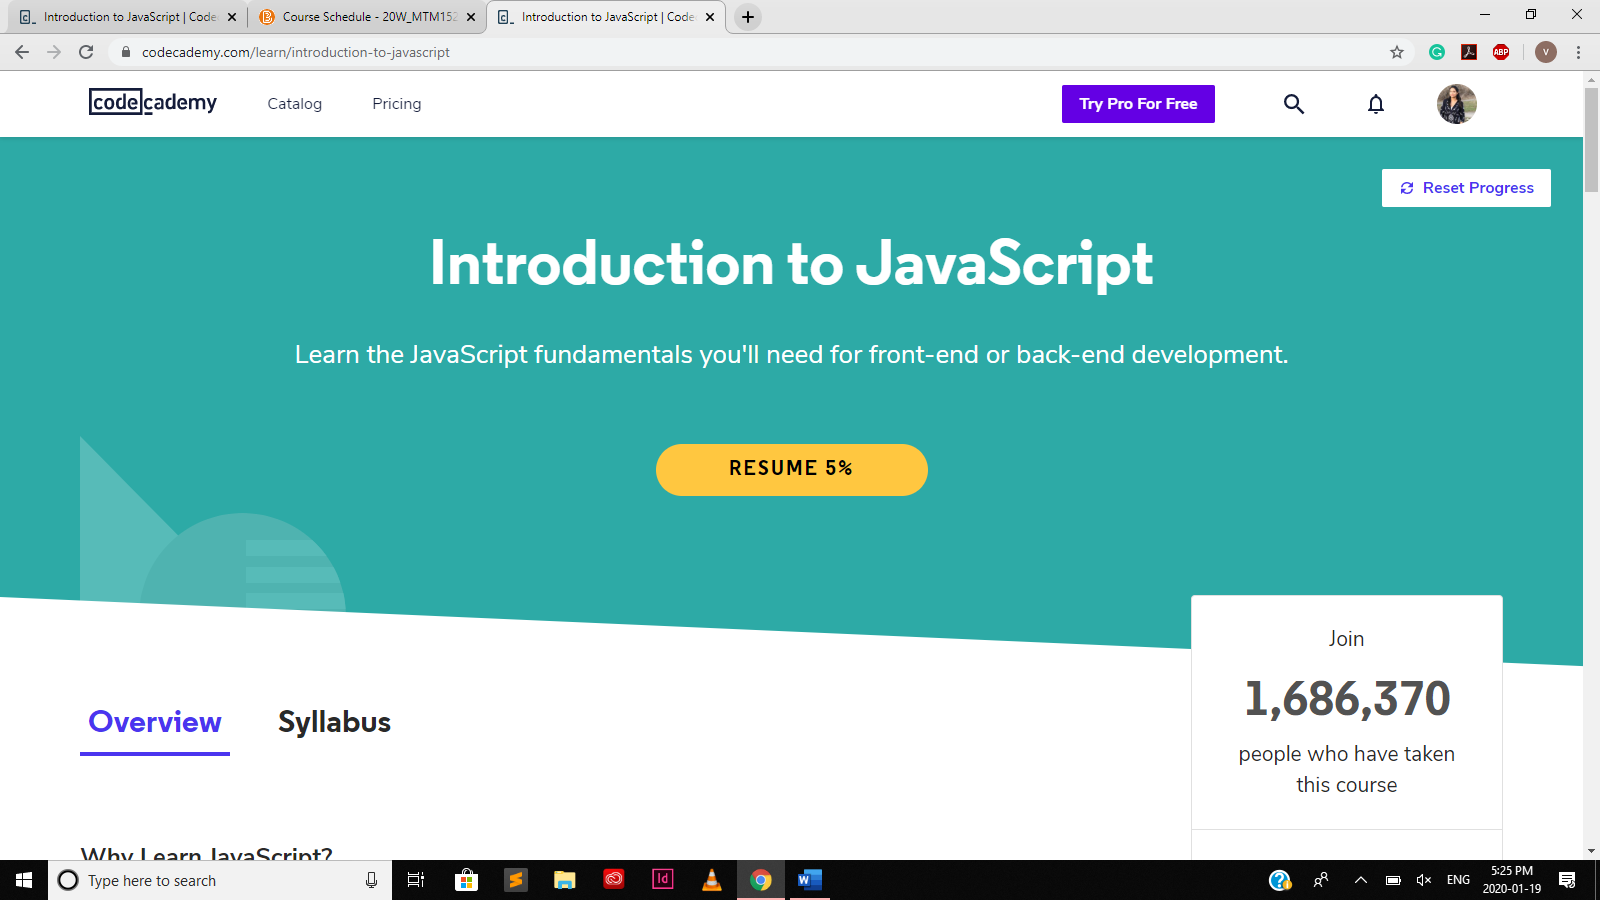 Introduction to JavaScript | Code
Course Schedule - 20W_MTM152
Introduction to JavaScript | Code
codecademy.com/learn/introduction-to-javascript
ABP
V
codecademy
Catalog
Pricing
Try Pro For Free
Reset Progress
Introduction to JavaScript
Learn the JavaScript fundamentals you'll need for front-end or back-end development.
RESUME 5%
Join
1,686,370
people who have taken
this course
Overview
Syllabus
Why Learn JavaScript?
Type here to search
Id
W
ENG
5:25 PM
2020-01-19